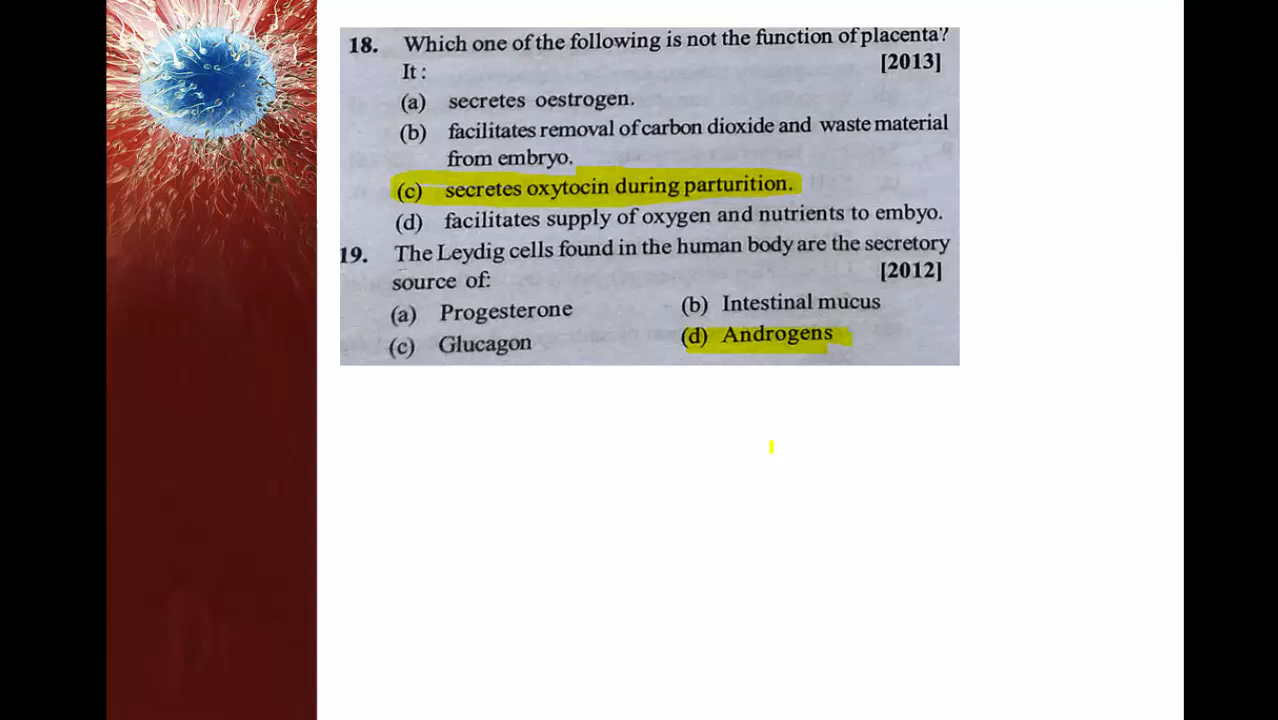 18. Which one of the following is not the function of placenta?
It : [2013]
(a) secretes oestrogen.
(b) facilitates removal of carbon dioxide and waste material
from embryo.
(c) secretes oxytocin during parturition.
(d) facilitates supply of oxygen and nutrients to embyo.
19. The Leydig cells found in the human body are the secretory
source of: [2012]
(a) Progesterone (b) Intestinal mucus
(c) Glucagon (d) Androgens